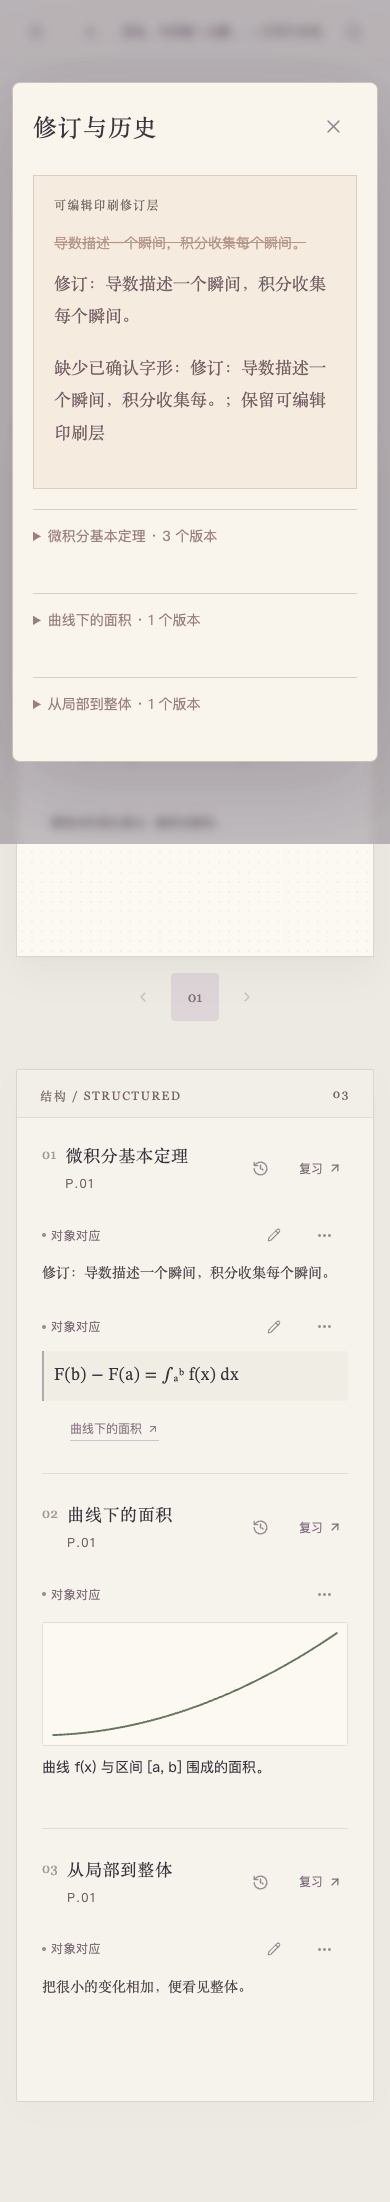 修订与历史
可编辑印刷修订层
导数描述一个瞬间，积分收集每个瞬间。
修订：导数描述一个瞬间，积分收集
每个瞬间。
缺少已确认字形：修订：导数描述一
个瞬间，积分收集每。；保留可编辑
印刷层
▶ 微积分基本定理 · 3 个版本
▶ 曲线下的面积 · 1 个版本
▶ 从局部到整体 · 1 个版本
01
结构 / STRUCTURED 03
01 微积分基本定理 复习 ↗
P.01
• 对象对应
修订：导数描述一个瞬间，积分收集每个瞬间。
• 对象对应
F(b) − F(a) = ∫ₐᵇ f(x) dx
曲线下的面积 ↗
02 曲线下的面积 复习 ↗
P.01
• 对象对应
曲线 f(x) 与区间 [a, b] 围成的面积。
03 从局部到整体 复习 ↗
P.01
• 对象对应
把很小的变化相加，便看见整体。